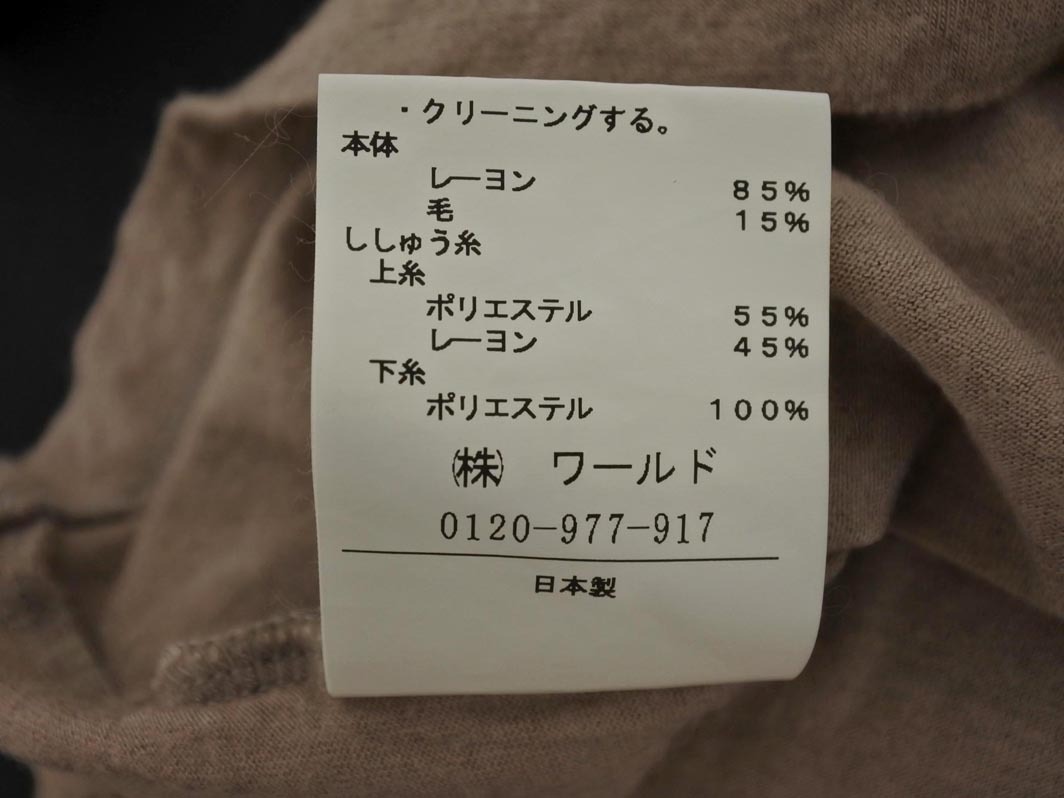 ・クリーニングする。
本体
レーヨン 85%
毛 15%
ししゅう糸
上糸
ポリエステル 55%
レーヨン 45%
下糸
ポリエステル 100%
㈱ ワールド
0120-977-917
日本製